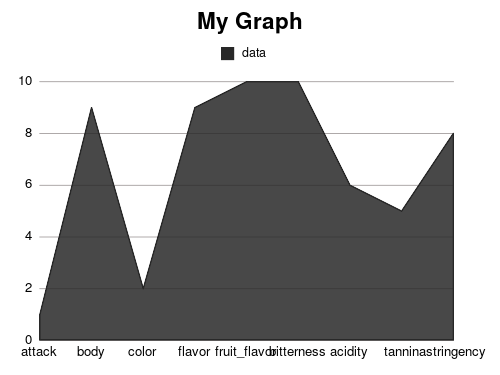 My Graph
data
10
8
6
4
2
0
attack body color flavor fruit_flavor bitterness acidity tannin astringency